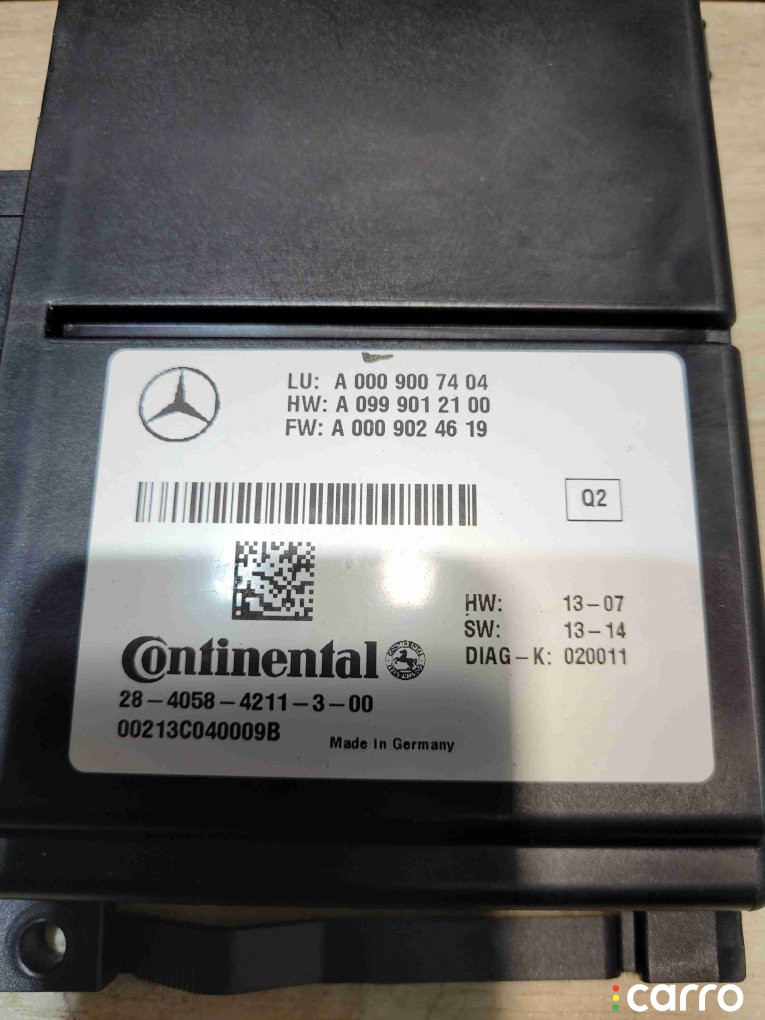 LU: A 000 900 74 04
HW: A 099 901 21 00
FW: A 000 902 46 19
Q2
HW: 13-07
SW: 13-14
DIAG-K: 020011
Continental
28-4058-4211-3-00
00213C040009B
Made in Germany
carro